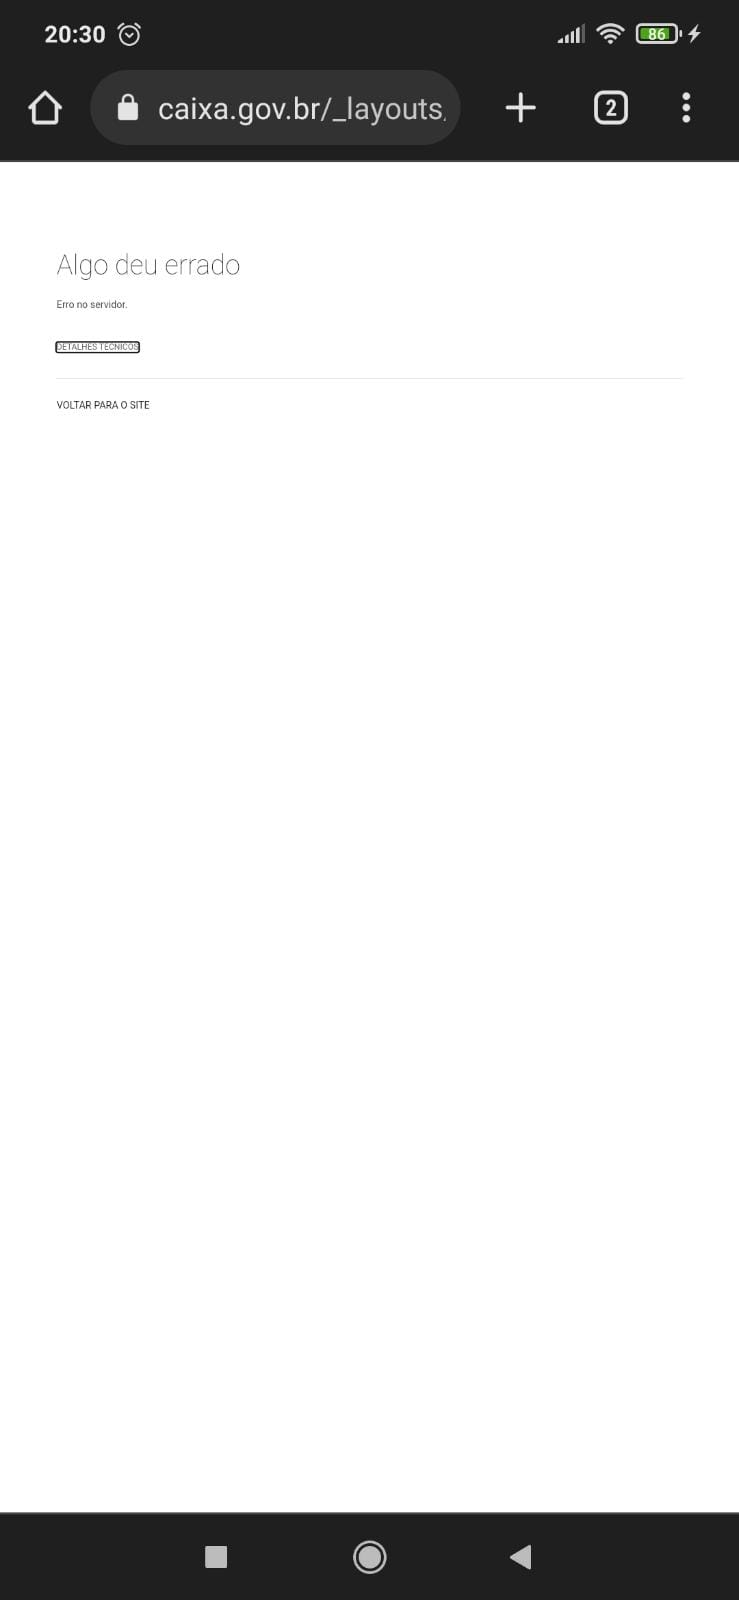 20:30
86
caixa.gov.br/_layouts
2
Algo deu errado
Erro no servidor.
DETALHES TÉCNICOS
VOLTAR PARA O SITE